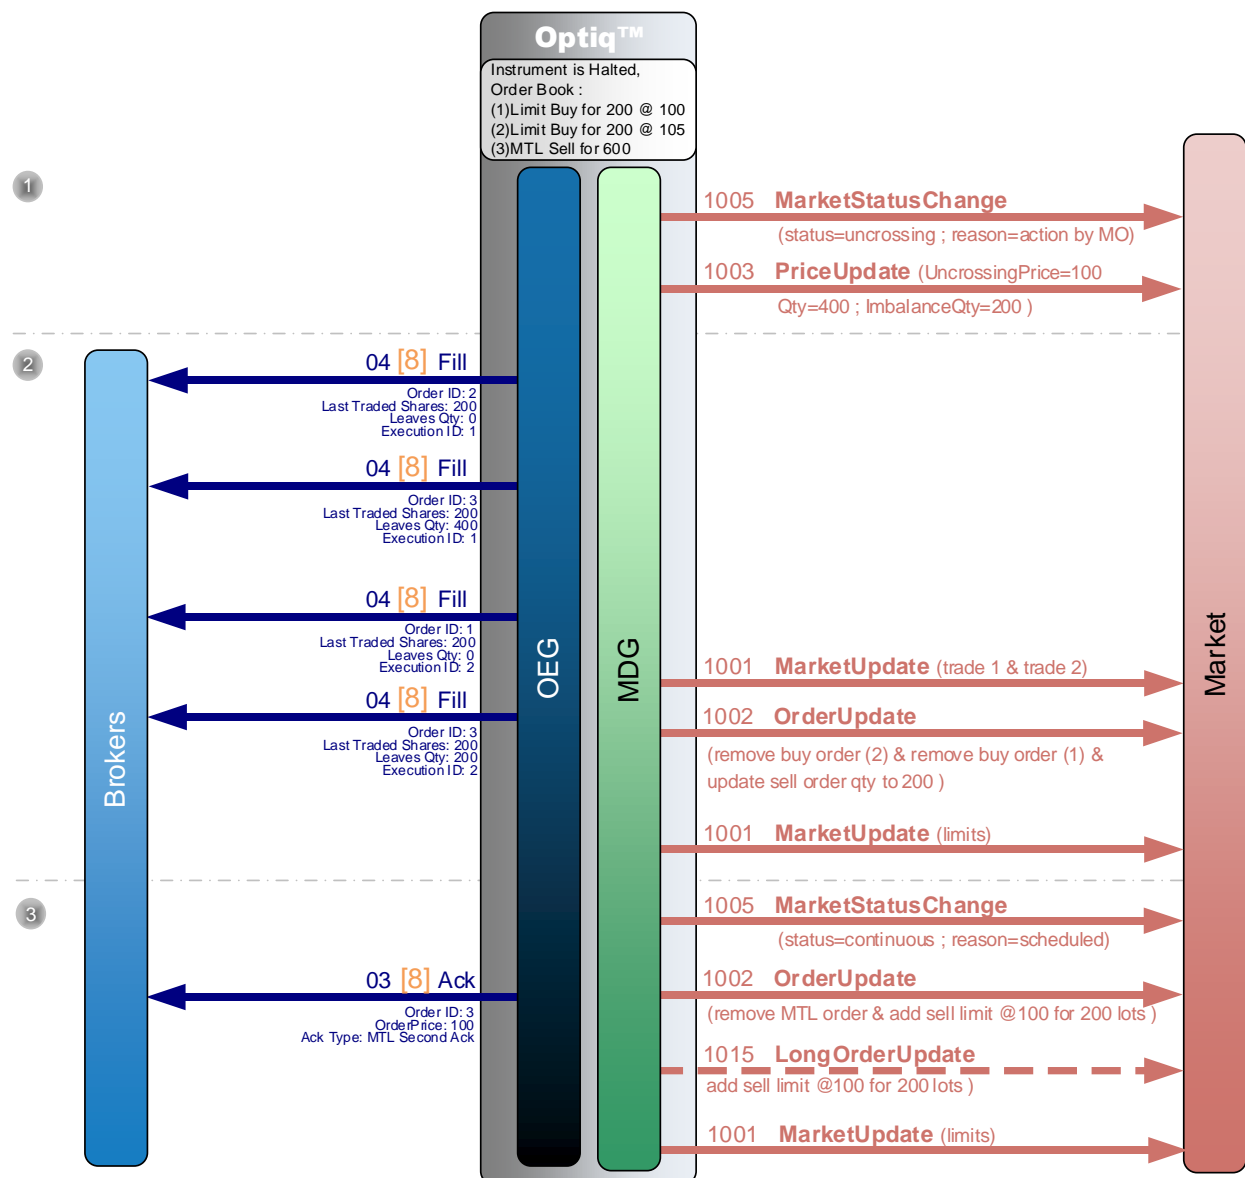 Optiq™
Instrument is Halted,
Order Book :
(1)Limit Buy for 200 @ 100
(2)Limit Buy for 200 @ 105
(3)MTL Sell for 600
1
1005 MarketStatusChange
(status=uncrossing ; reason=action by MO)
1003 PriceUpdate (UncrossingPrice=100
Qty=400 ; ImbalanceQty=200 )
2
04 [8] Fill
Order ID: 2
Last Traded Shares: 200
Leaves Qty: 0
Execution ID: 1
04 [8] Fill
Order ID: 3
Last Traded Shares: 200
Leaves Qty: 400
Execution ID: 1
04 [8] Fill
Order ID: 1
Last Traded Shares: 200
Leaves Qty: 0
Execution ID: 2
04 [8] Fill
Order ID: 3
Last Traded Shares: 200
Leaves Qty: 200
Execution ID: 2
Brokers
OEG
MDG
Market
1001 MarketUpdate (trade 1 & trade 2)
1002 OrderUpdate
(remove buy order (2) & remove buy order (1) &
update sell order qty to 200 )
1001 MarketUpdate (limits)
3
1005 MarketStatusChange
(status=continuous ; reason=scheduled)
03 [8] Ack
Order ID: 3
OrderPrice: 100
Ack Type: MTL Second Ack
1002 OrderUpdate
(remove MTL order & add sell limit @100 for 200 lots )
1015 LongOrderUpdate
add sell limit @100 for 200 lots )
1001 MarketUpdate (limits)